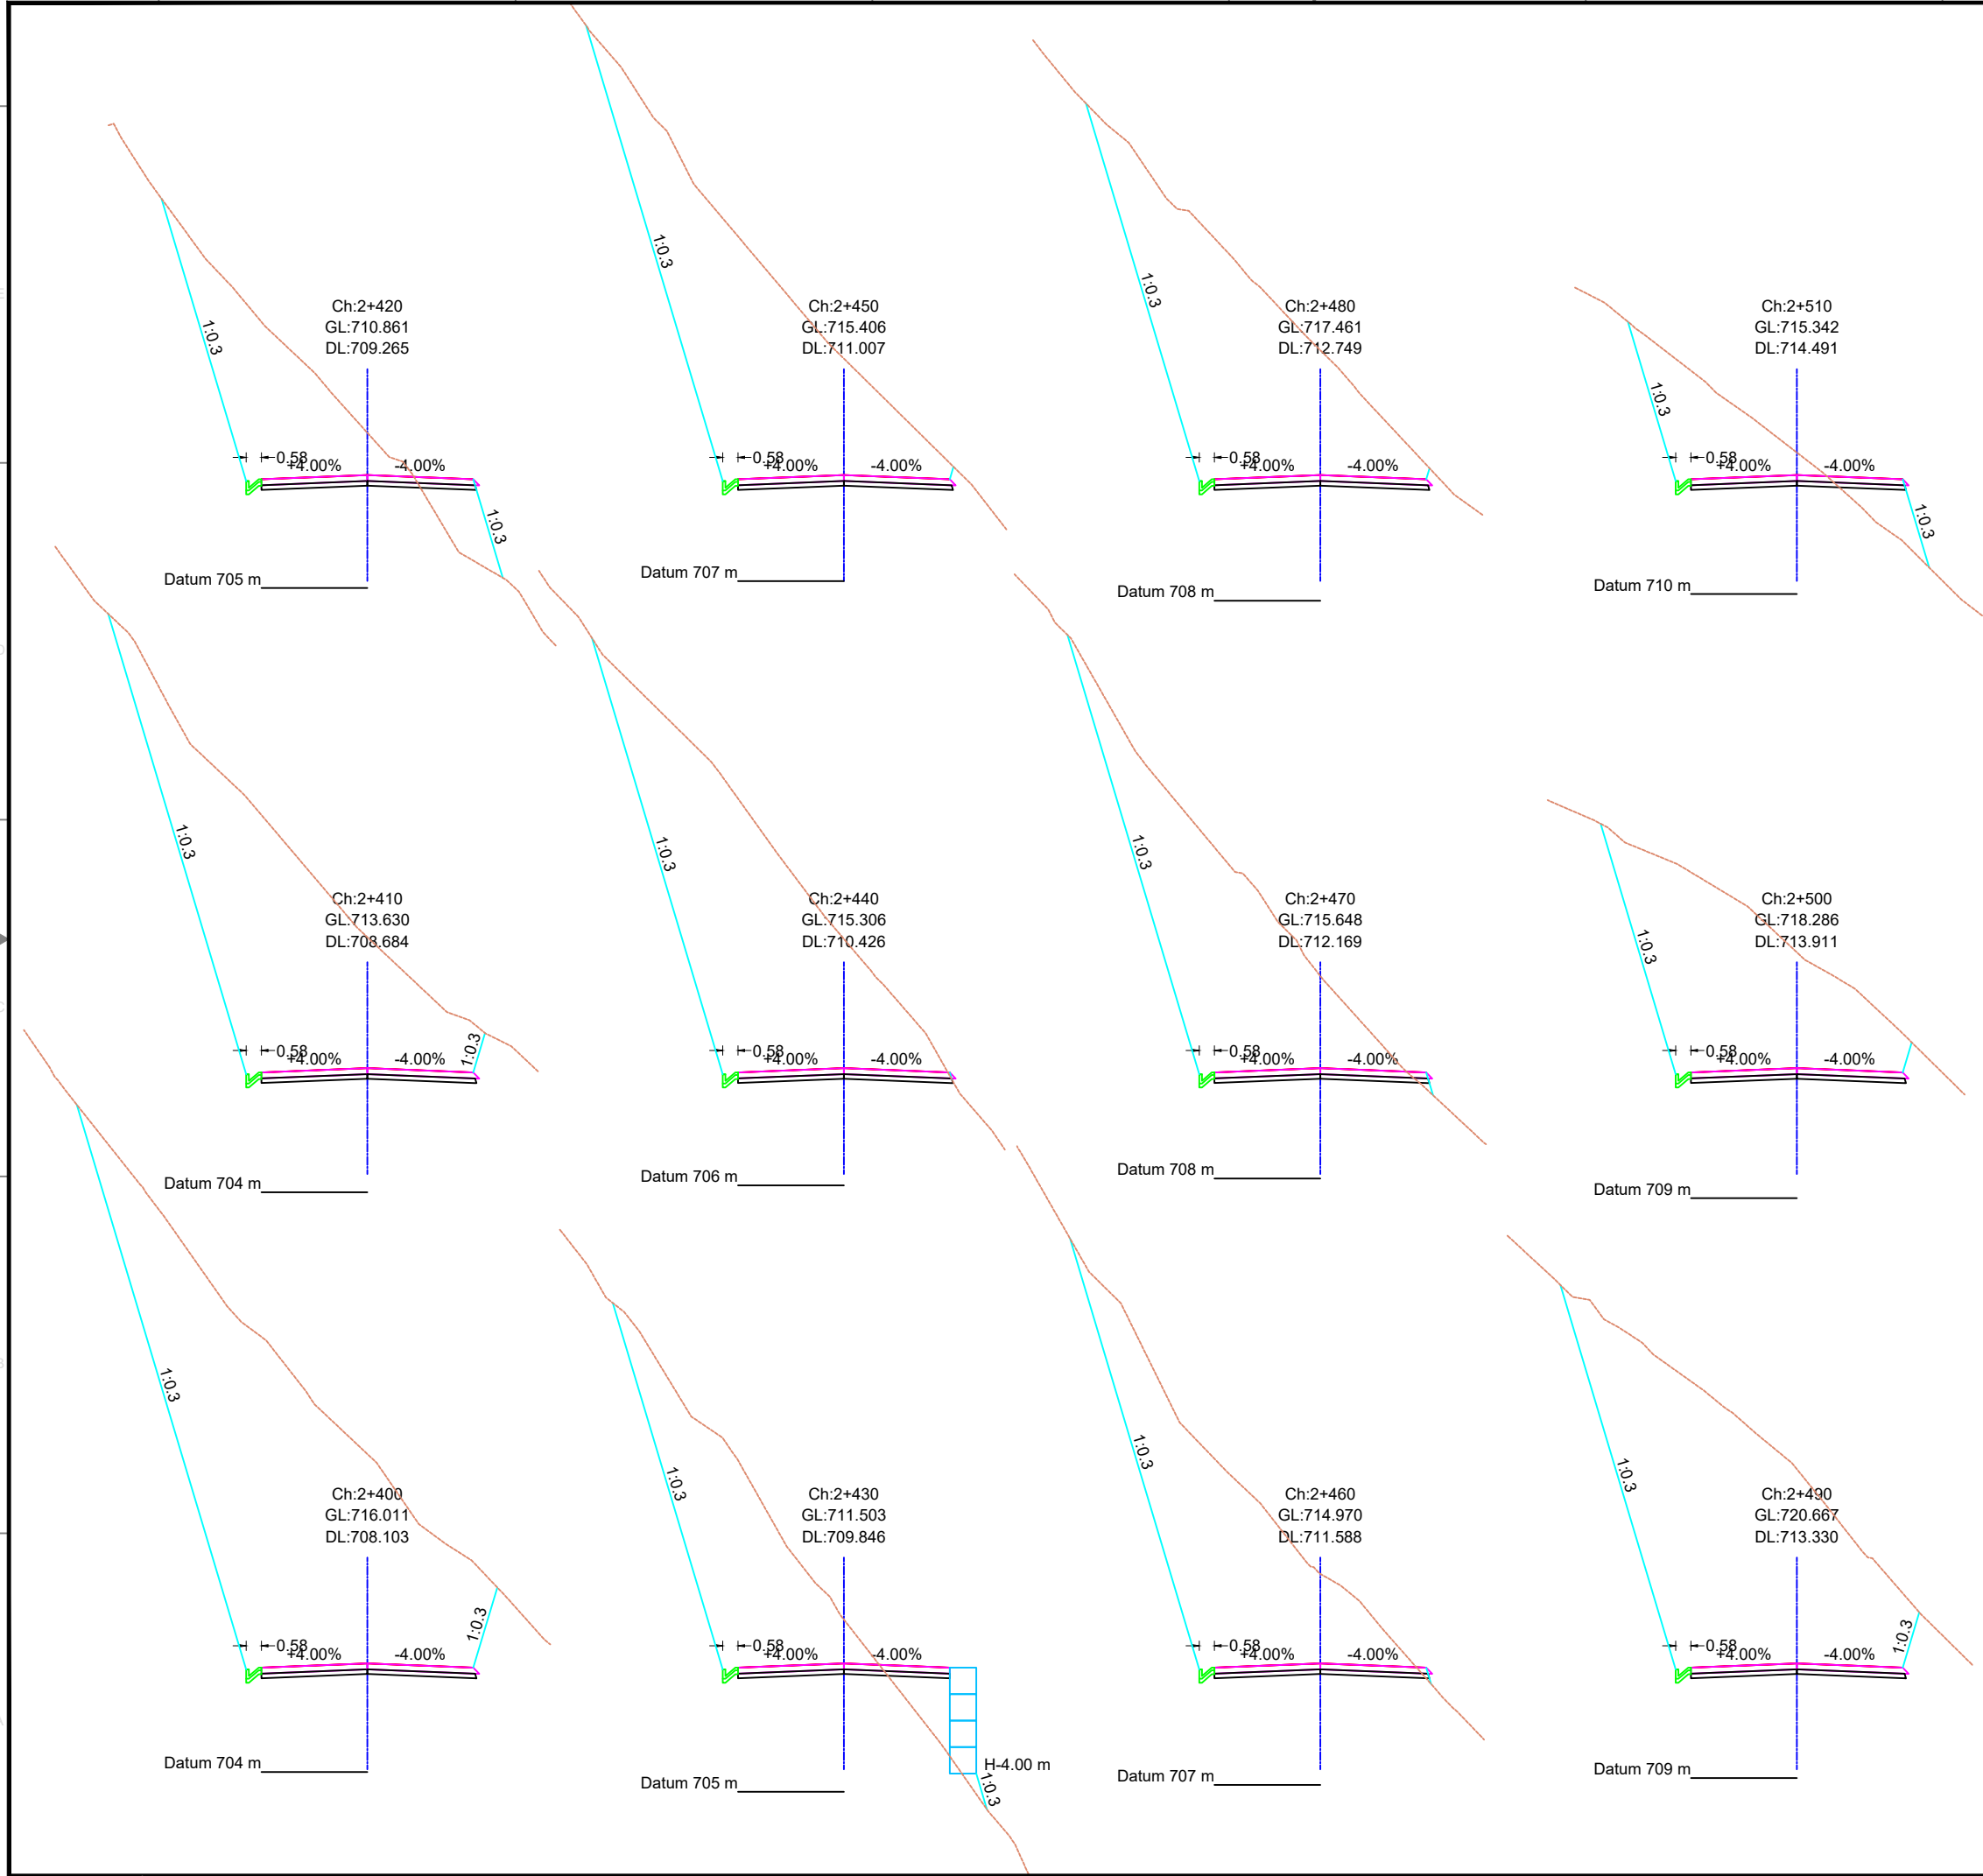 Ch:2+420
GL:710.861
DL:709.265
1:0.3
0.58
+4.00%
-4.00%
1:0.3
Datum 705 m
Ch:2+450
GL:715.406
DL:711.007
1:0.3
0.58
+4.00%
-4.00%
Datum 707 m
Ch:2+480
GL:717.461
DL:712.749
1:0.3
0.58
+4.00%
-4.00%
Datum 708 m
Ch:2+510
GL:715.342
DL:714.491
1:0.3
0.58
+4.00%
-4.00%
1:0.3
Datum 710 m
Ch:2+410
GL:713.630
DL:708.684
1:0.3
0.58
+4.00%
-4.00%
1:0.3
Datum 704 m
Ch:2+440
GL:715.306
DL:710.426
1:0.3
0.58
+4.00%
-4.00%
Datum 706 m
Ch:2+470
GL:715.648
DL:712.169
1:0.3
0.58
+4.00%
-4.00%
Datum 708 m
Ch:2+500
GL:718.286
DL:713.911
1:0.3
0.58
+4.00%
-4.00%
Datum 709 m
Ch:2+400
GL:716.011
DL:708.103
1:0.3
0.58
+4.00%
-4.00%
1:0.3
Datum 704 m
Ch:2+430
GL:711.503
DL:709.846
1:0.3
0.58
+4.00%
-4.00%
H-4.00 m
1:0.3
Datum 705 m
Ch:2+460
GL:714.970
DL:711.588
1:0.3
0.58
+4.00%
-4.00%
Datum 707 m
Ch:2+490
GL:720.667
DL:713.330
1:0.3
0.58
+4.00%
-4.00%
1:0.3
Datum 709 m